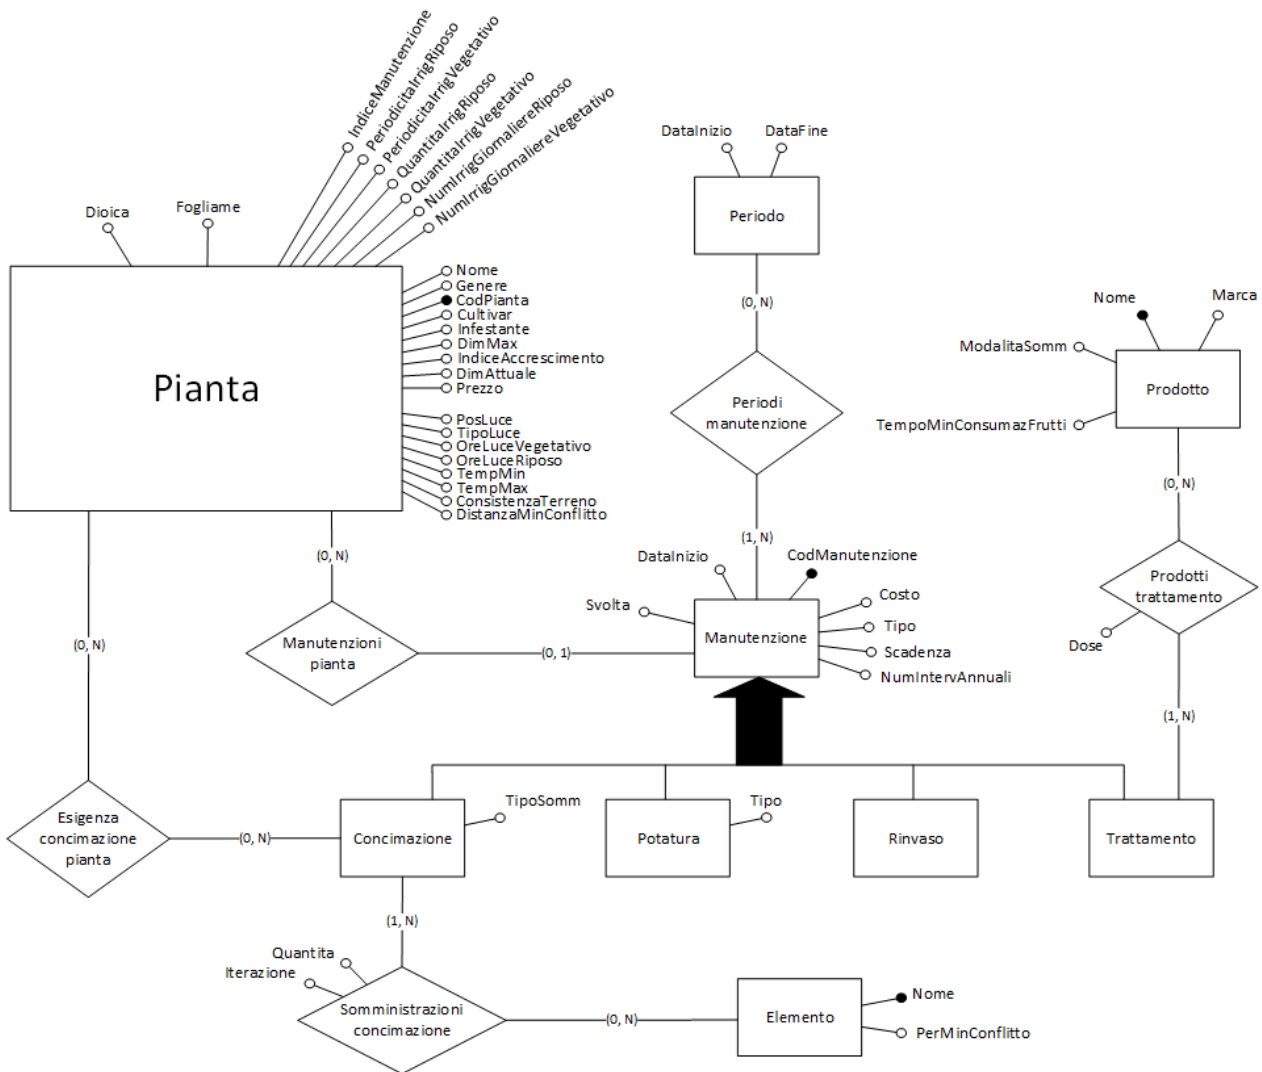 IndiceManutenzione
PeriodicitaIrrigRiposo
PeriodicitaIrrigVegetativo
QuantitaIrrigRiposo
QuantitaIrrigVegetativo
NumIrrigGiornaliereRiposo
NumIrrigGiornaliereVegetativo
Dioica
Fogliame
Pianta
Nome
Genere
CodPianta
Cultivar
Infestante
DimMax
IndiceAccrescimento
DimAttuale
Prezzo
PosLuce
TipoLuce
OreLuceVegetativo
OreLuceRiposo
TempMin
TempMax
ConsistenzaTerreno
DistanzaMinConflitto
DataInizio
DataFine
Periodo
(0, N)
Periodi
manutenzione
(1, N)
Nome
Marca
ModalitaSomm
Prodotto
TempoMinConsumazFrutti
(0, N)
Prodotti
trattamento
Dose
(1, N)
(0, N)
Manutenzioni
pianta
(0, 1)
DataInizio
CodManutenzione
Svolta
Manutenzione
Costo
Tipo
Scadenza
NumIntervAnnuali
(0, N)
Esigenza
concimazione
pianta
(0, N)
Concimazione
TipoSomm
Potatura
Tipo
Rinvaso
Trattamento
(1, N)
Quantita
Iterazione
Somministrazioni
concimazione
(0, N)
Elemento
Nome
PerMinConflitto